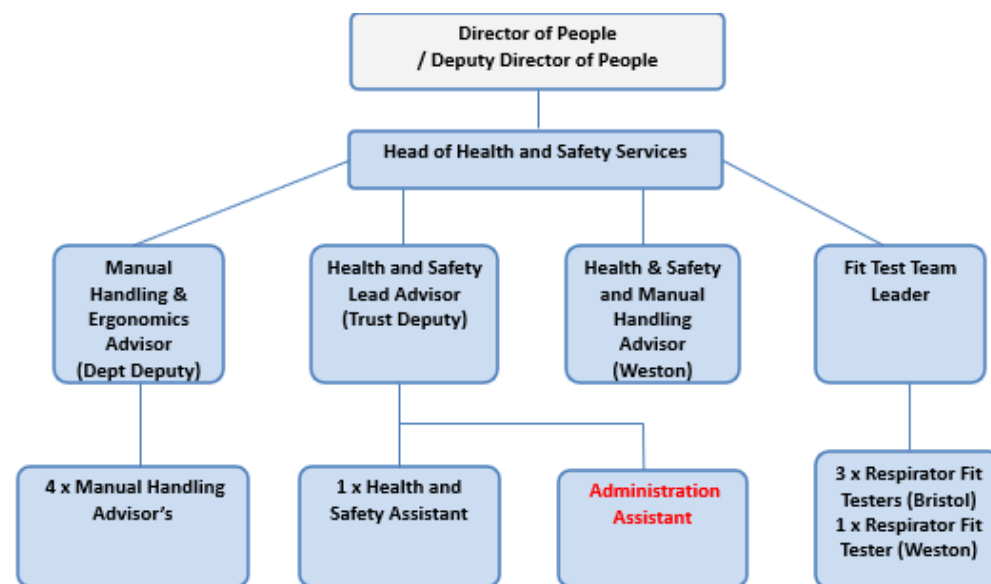 Director of People
/ Deputy Director of People
Head of Health and Safety Services
Manual
Handling &
Ergonomics
Advisor
(Dept Deputy)
Health and Safety
Lead Advisor
(Trust Deputy)
Health & Safety
and Manual
Handling
Advisor
(Weston)
Fit Test Team
Leader
4 x Manual Handling
Advisor’s
1 x Health and
Safety Assistant
Administration
Assistant
3 x Respirator Fit
Testers (Bristol)
1 x Respirator Fit
Tester (Weston)